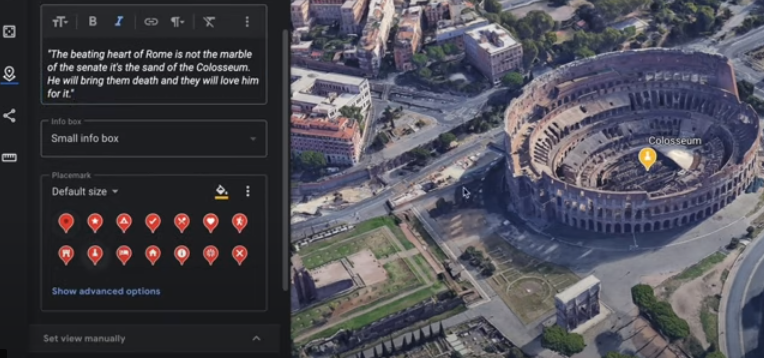 B I
"The beating heart of Rome is not the marble
of the senate it's the sand of the Colosseum.
He will bring them death and they will love him
for it."
Info box
Small info box
Placemark
Default size
Show advanced options
Set view manually
Colosseum